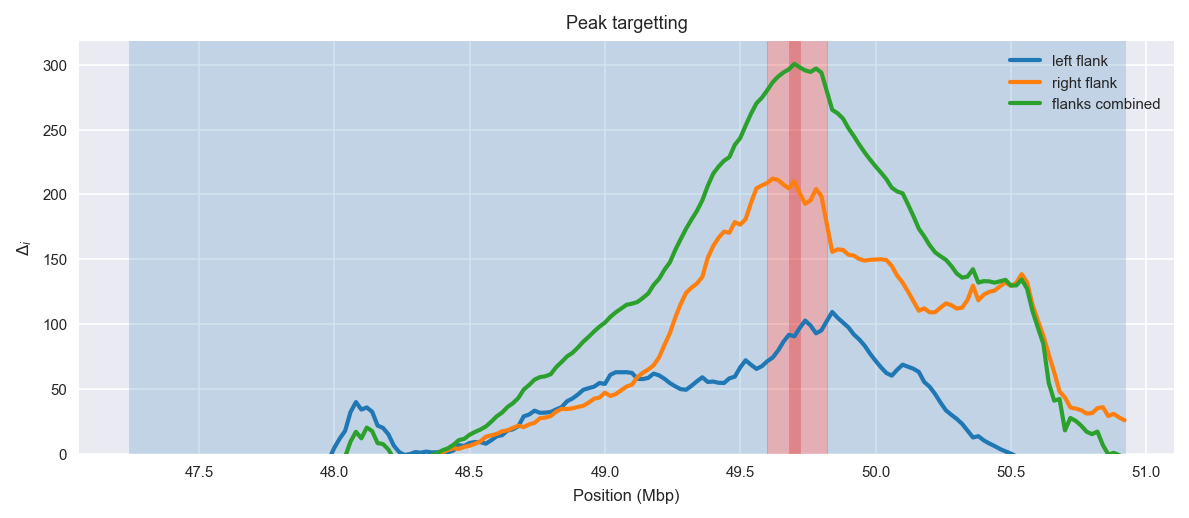 Peak targetting
left flank
right flank
flanks combined
300
250
200
150
100
50
0
Δi
47.5 48.0 48.5 49.0 49.5 50.0 50.5 51.0
Position (Mbp)